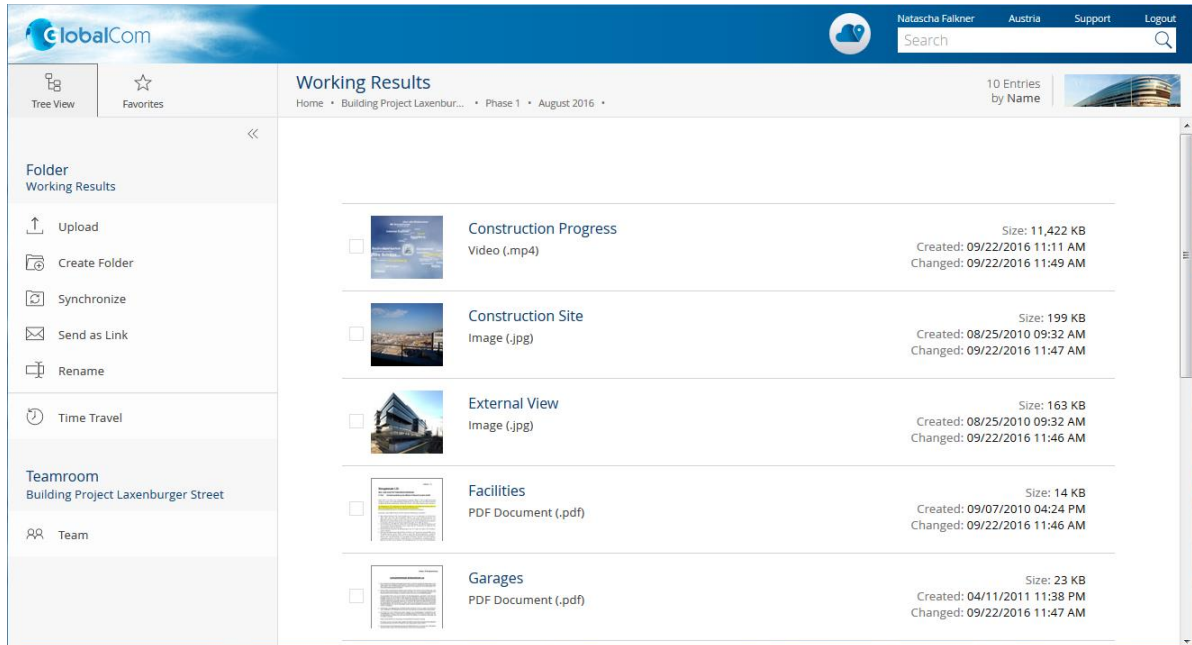 GlobalCom
Natascha Falkner Austria Support Logout
Search
Tree View
Favorites
Working Results
Home • Building Project Laxenbur... • Phase 1 • August 2016 •
10 Entries
by Name
Folder
Working Results
Upload
Create Folder
Synchronize
Send as Link
Rename
Time Travel
Teamroom
Building Project Laxenburger Street
Team
Construction Progress
Video (.mp4)
Size: 11,422 KB
Created: 09/22/2016 11:11 AM
Changed: 09/22/2016 11:49 AM
Construction Site
Image (.jpg)
Size: 199 KB
Created: 08/25/2010 09:32 AM
Changed: 09/22/2016 11:47 AM
External View
Image (.jpg)
Size: 163 KB
Created: 08/25/2010 09:32 AM
Changed: 09/22/2016 11:46 AM
Facilities
PDF Document (.pdf)
Size: 14 KB
Created: 09/07/2010 04:24 PM
Changed: 09/22/2016 11:46 AM
Garages
PDF Document (.pdf)
Size: 23 KB
Created: 04/11/2011 11:38 PM
Changed: 09/22/2016 11:47 AM